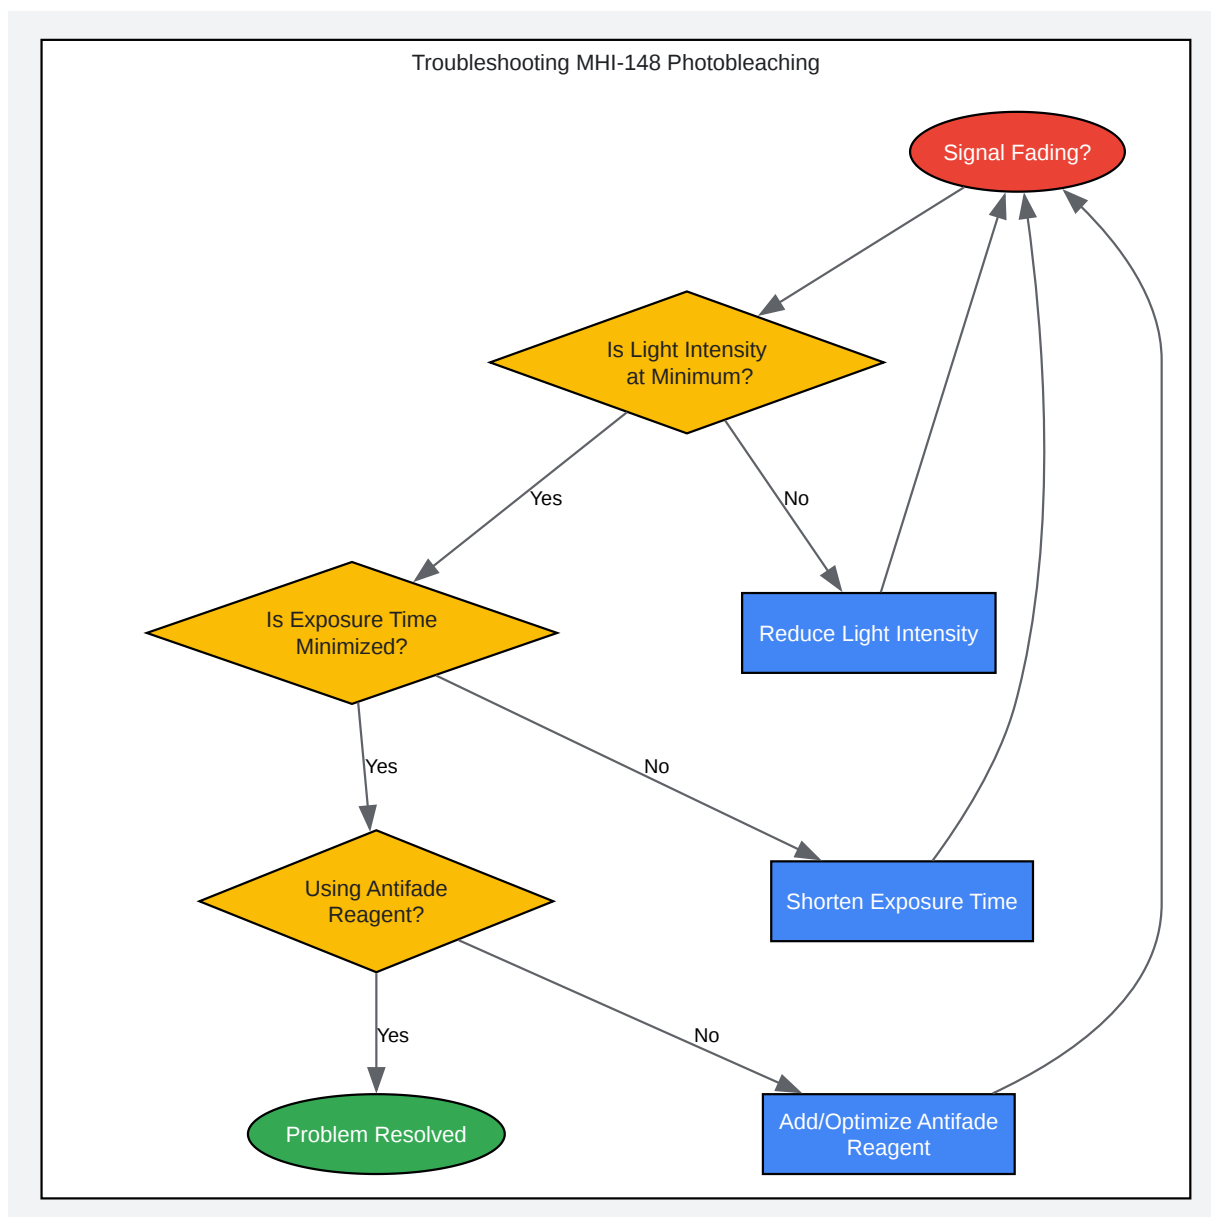 Troubleshooting MHI-148 Photobleaching
Signal Fading?
Is Light Intensity
at Minimum?
Yes
No
Is Exposure Time
Minimized?
Reduce Light Intensity
Yes
No
Using Antifade
Reagent?
Shorten Exposure Time
Yes
No
Problem Resolved
Add/Optimize Antifade
Reagent